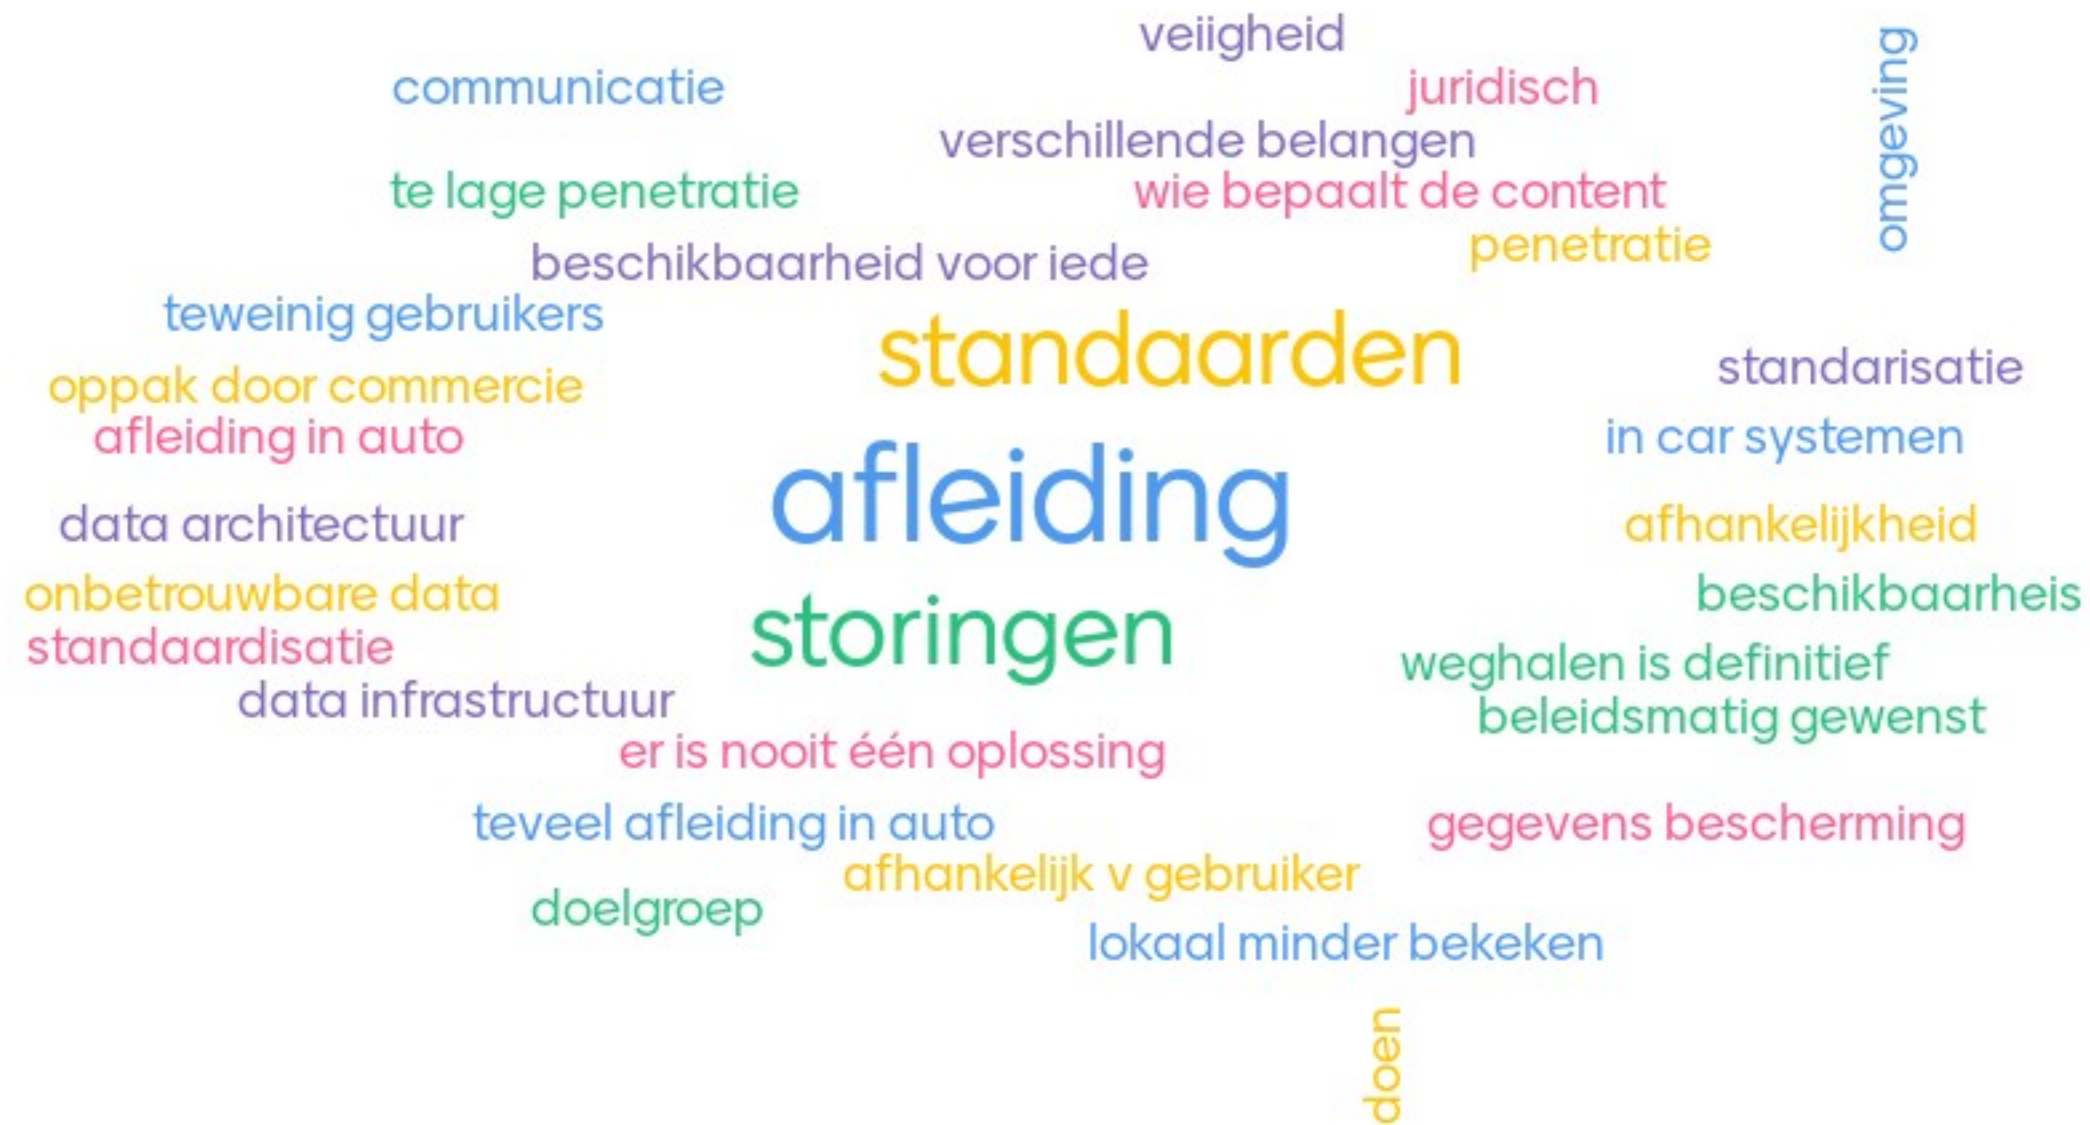 veiigheid
omgeving
communicatie
juridisch
verschillende belangen
te lage penetratie
wie bepaalt de content
penetratie
beschikbaarheid voor iede
teweinig gebruikers
standaarden
standarisatie
oppak door commercie
afleiding in auto
in car systemen
afleiding
data architectuur
afhankelijkheid
onbetrouwbare data
beschikbaarheis
storingen
standaardisatie
weghalen is definitief
data infrastructuur
beleidsmatig gewenst
er is nooit één oplossing
teveel afleiding in auto
gegevens bescherming
afhankelijk v gebruiker
doelgroep
lokaal minder bekeken
doen